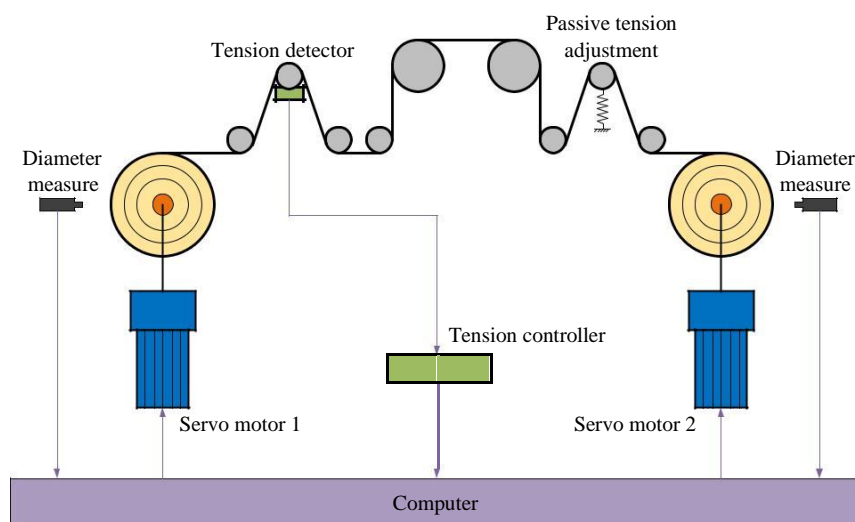 Tension detector
Passive tension
adjustment
Diameter
measure
Diameter
measure
Tension controller
Servo motor 1
Servo motor 2
Computer